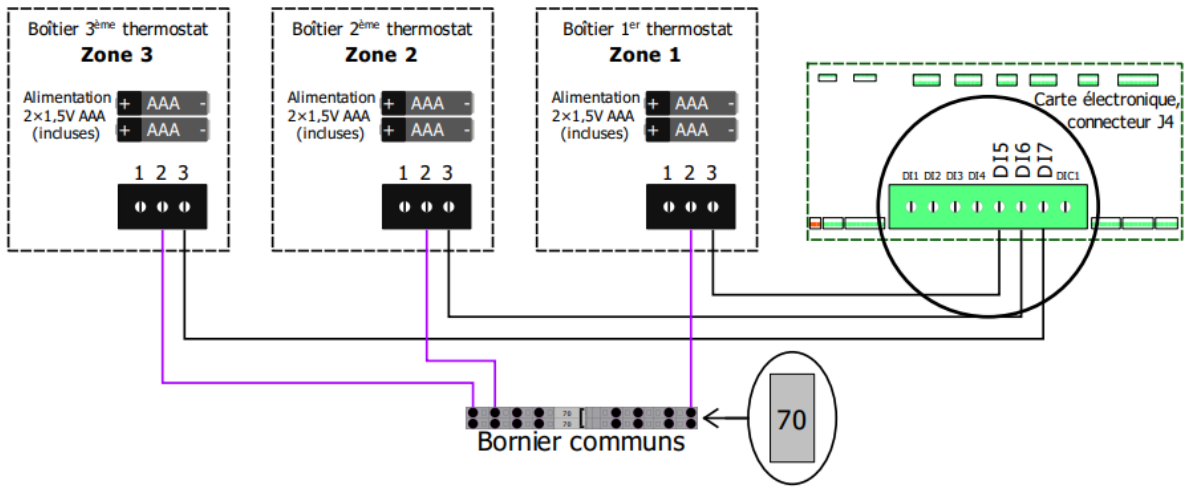 Boîtier 3ème thermostat
Zone 3
Alimentation
2×1,5V AAA
(incluses)
+ AAA -
+ AAA -
1 2 3
Boîtier 2ème thermostat
Zone 2
Alimentation
2×1,5V AAA
(incluses)
+ AAA -
+ AAA -
1 2 3
Boîtier 1er thermostat
Zone 1
Alimentation
2×1,5V AAA
(incluses)
+ AAA -
+ AAA -
1 2 3
Carte électronique,
connecteur J4
DI1 DI2 DI3 DI4 DI5 DI6 DI7 DIC1
70
70
Bornier communs
70